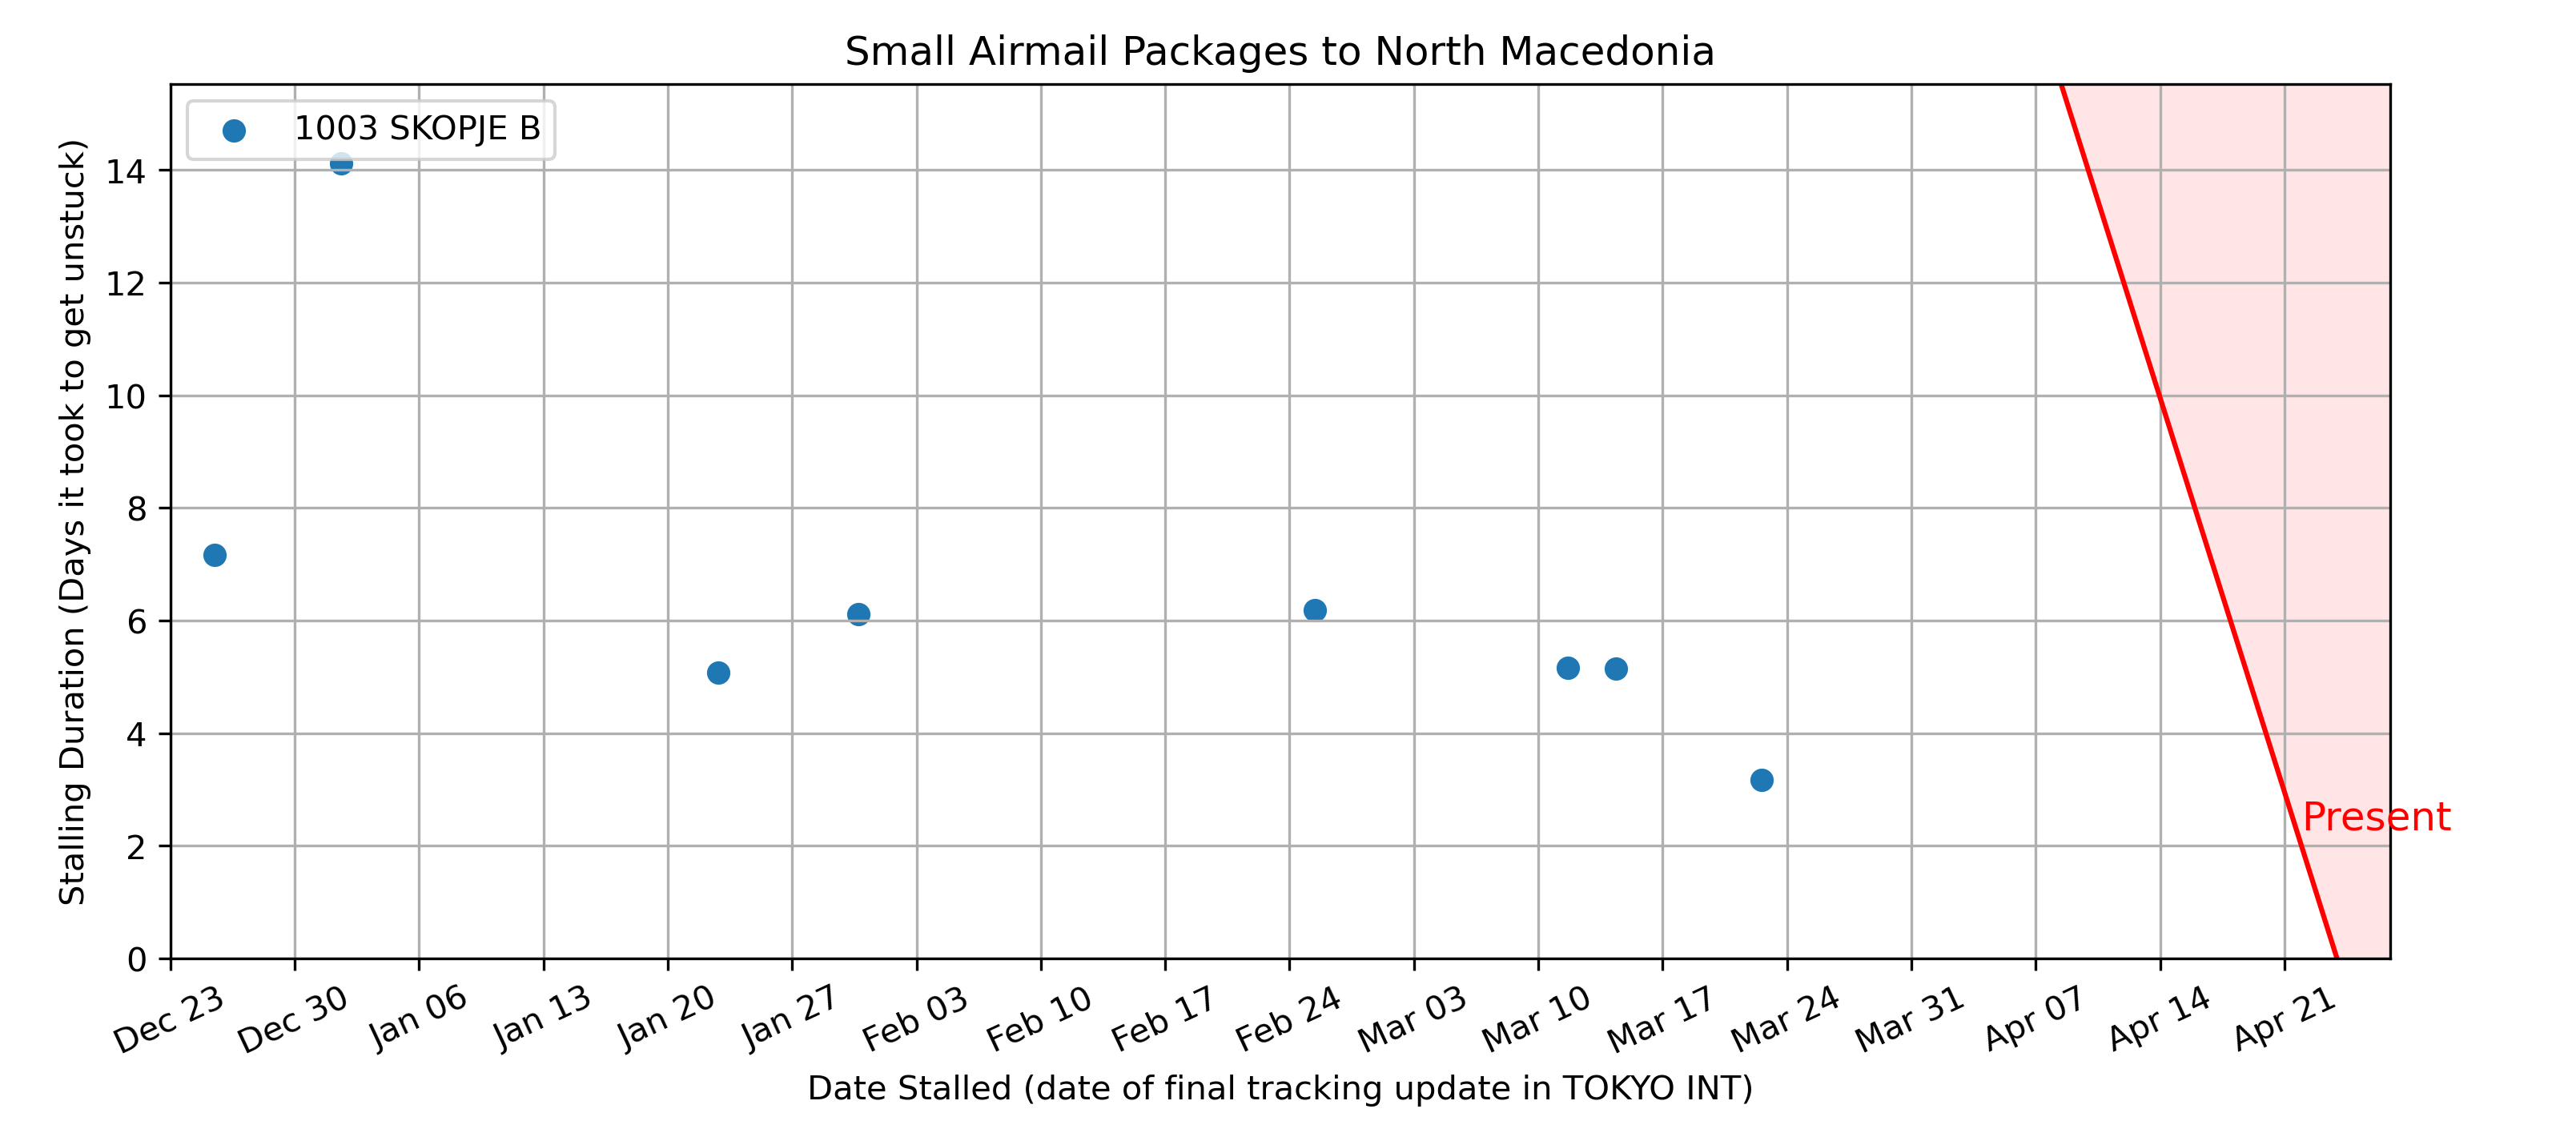 Small Airmail Packages to North Macedonia
1003 SKOPJE B
Stalling Duration (Days it took to get unstuck)
14
12
10
8
6
4
2
0
Present
Dec 23
Dec 30
Jan 06
Jan 13
Jan 20
Jan 27
Feb 03
Feb 10
Feb 17
Feb 24
Mar 03
Mar 10
Mar 17
Mar 24
Mar 31
Apr 07
Apr 14
Apr 21
Date Stalled (date of final tracking update in TOKYO INT)